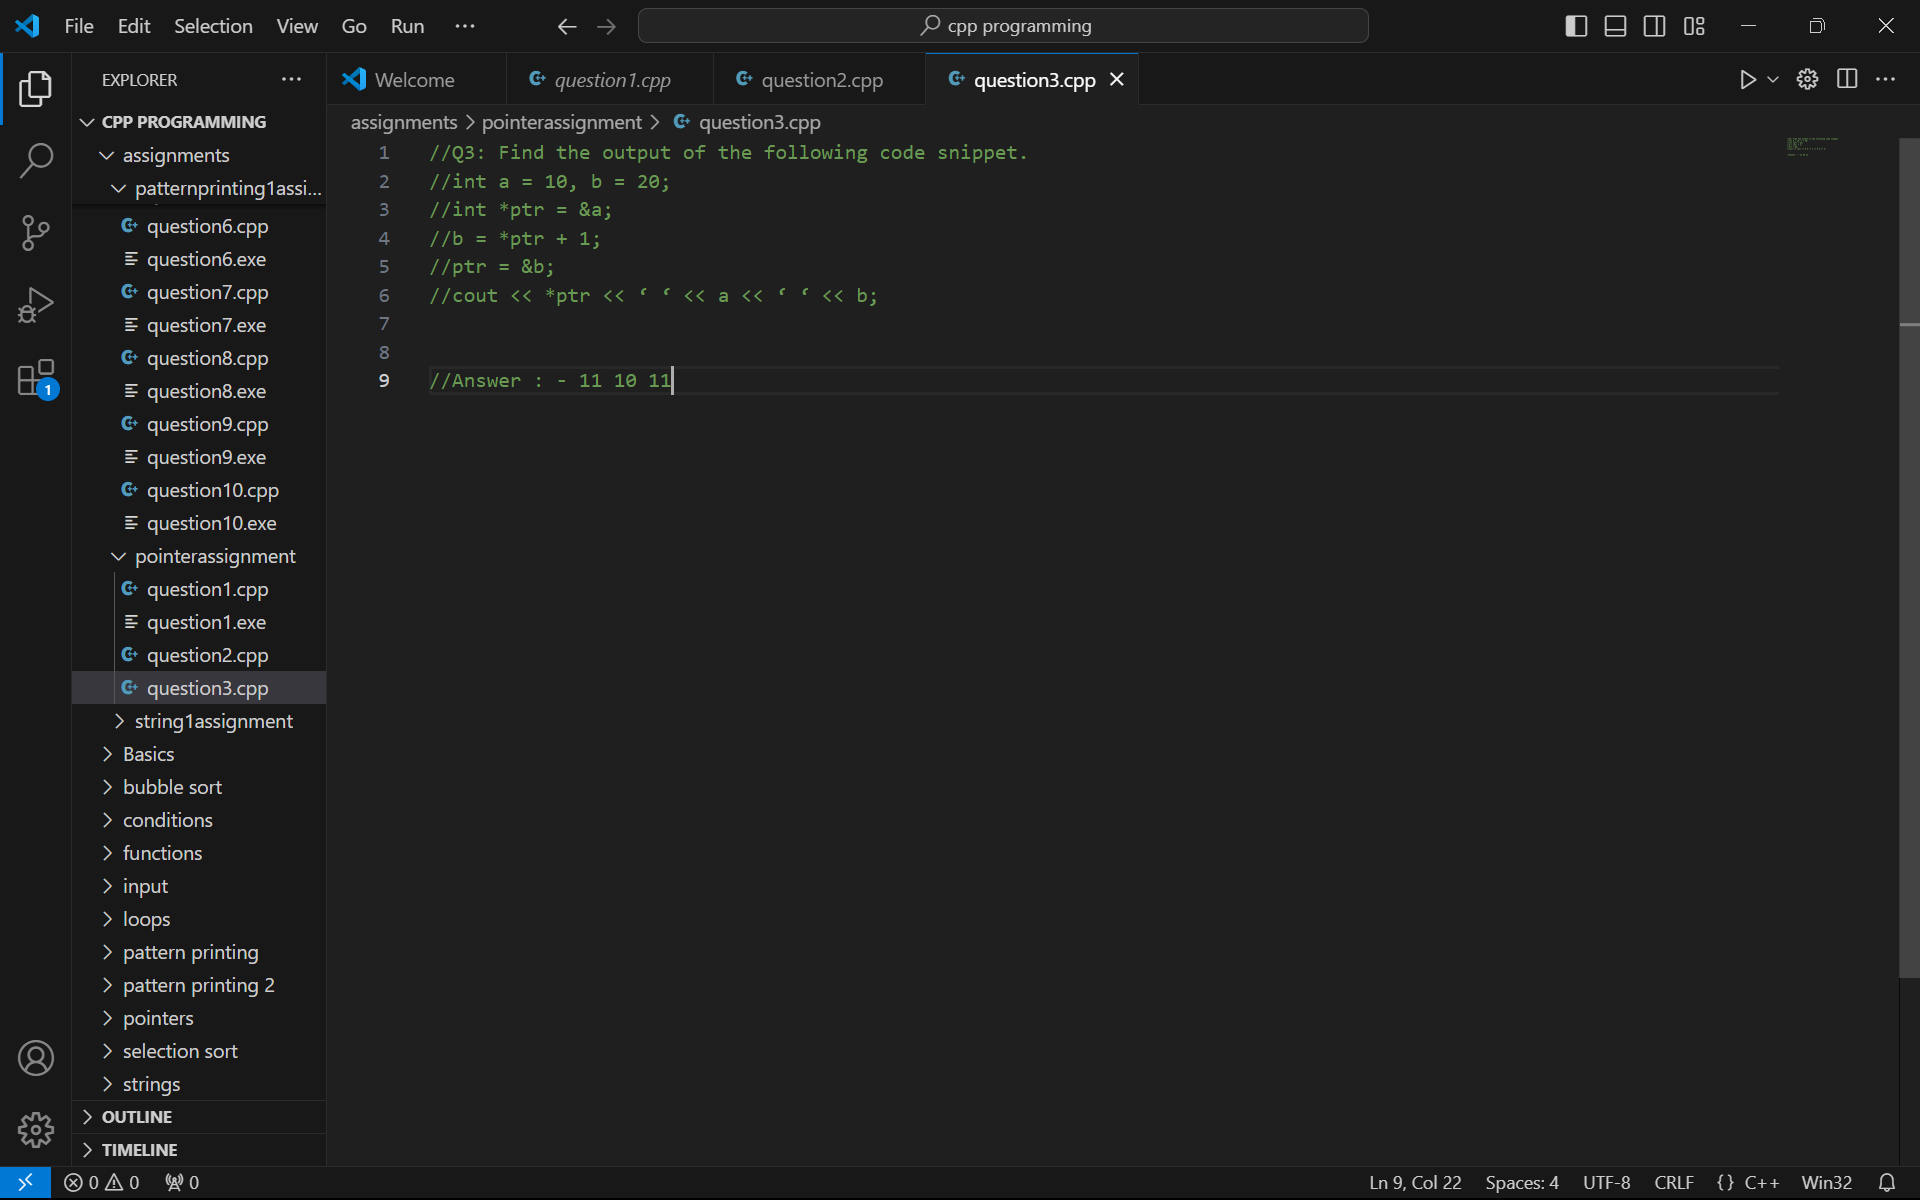 File Edit Selection View Go Run ···
cpp programming
EXPLORER ···
Welcome question1.cpp question2.cpp question3.cpp
CPP PROGRAMMING
assignments
patternprinting1assi...
question6.cpp
question6.exe
question7.cpp
question7.exe
question8.cpp
question8.exe
question9.cpp
question9.exe
question10.cpp
question10.exe
pointerassignment
question1.cpp
question1.exe
question2.cpp
question3.cpp
string1assignment
Basics
bubble sort
conditions
functions
input
loops
pattern printing
pattern printing 2
pointers
selection sort
strings
OUTLINE
TIMELINE
1
assignments > pointerassignment > question3.cpp
1 //Q3: Find the output of the following code snippet.
2 //int a = 10, b = 20;
3 //int *ptr = &a;
4 //b = *ptr + 1;
5 //ptr = &b;
6 //cout << *ptr << ‘ ‘ << a << ‘ ‘ << b;
7
8
9 //Answer : - 11 10 11
0 0 0
Ln 9, Col 22 Spaces: 4 UTF-8 CRLF {} C++ Win32